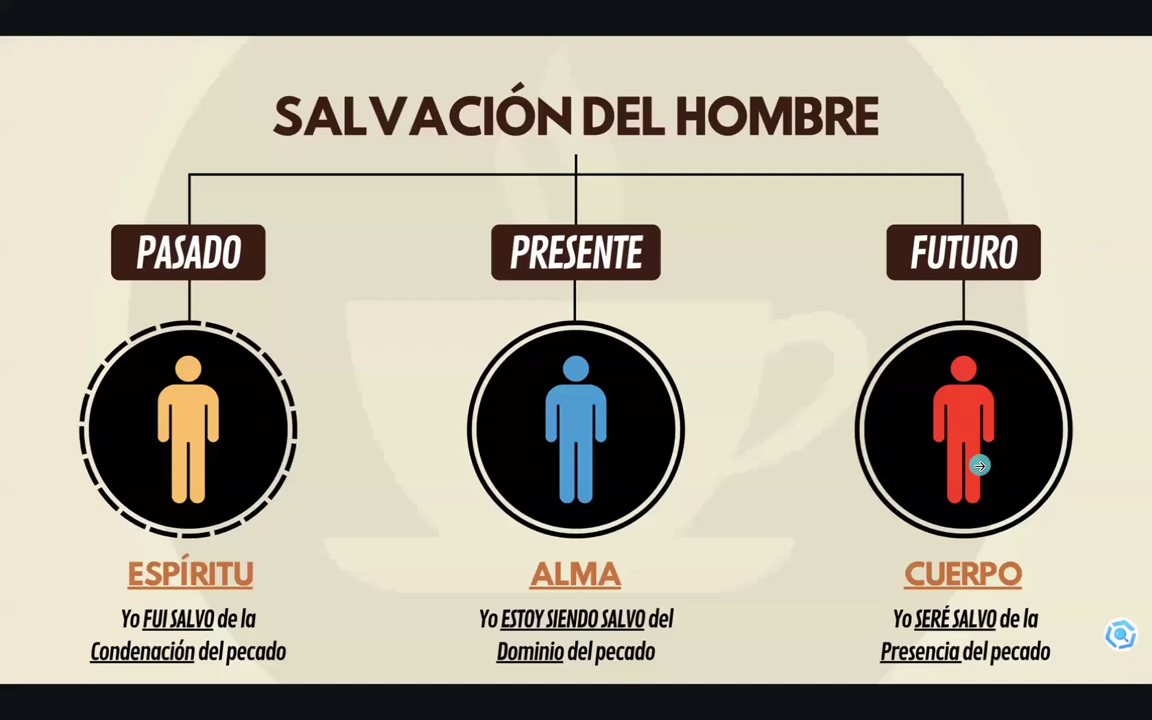 SALVACIÓN DEL HOMBRE
PASADO
PRESENTE
FUTURO
ESPÍRITU
Yo FUI SALVO de la
Condenación del pecado
ALMA
Yo ESTOY SIENDO SALVO del
Dominio del pecado
CUERPO
Yo SERÉ SALVO de la
Presencia del pecado